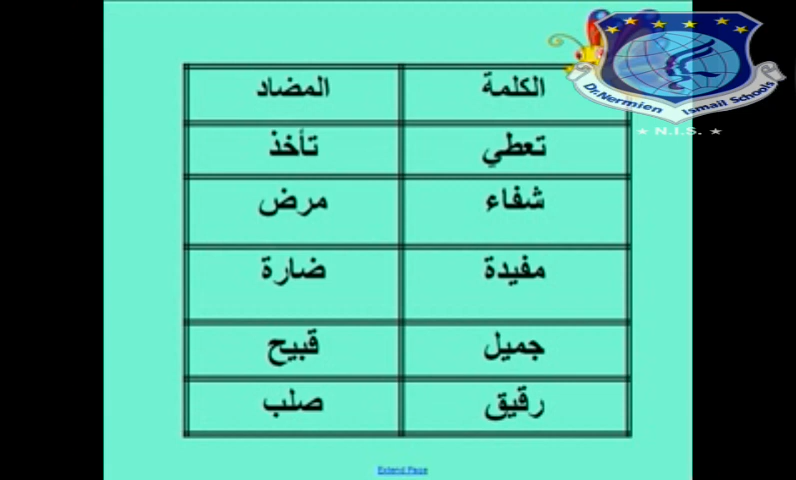 Dr.Nermien Ismail Schools
★ N.I.S. ★
الكلمة المضاد
تعطي تأخذ
شفاء مرض
مفيدة ضارة
جميل قبيح
رقيق صلب
Extend Page